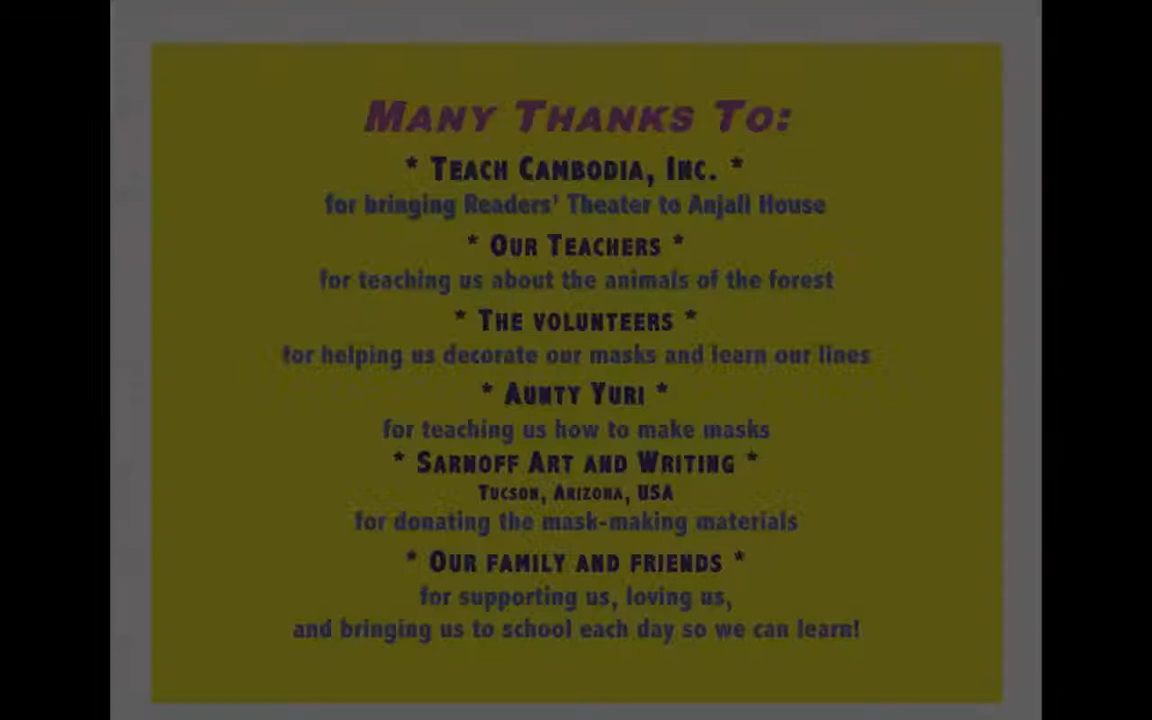 MANY THANKS TO:
* TEACH CAMBODIA, INC. *
for bringing Readers' Theater to Anjali House
* OUR TEACHERS *
for teaching us about the animals of the forest
* THE VOLUNTEERS *
for helping us decorate our masks and learn our lines
* AUNTY YURI *
for teaching us how to make masks
* SARNOFF ART AND WRITING *
TUCSON, ARIZONA, USA
for donating the mask-making materials
* OUR FAMILY AND FRIENDS *
for supporting us, loving us,
and bringing us to school each day so we can learn!